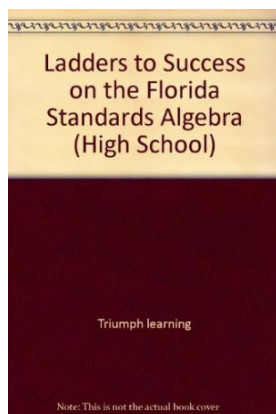 Ladders to Success
on the Florida
Standards Algebra
(High School)
Triumph learning
Note: This is not the actual book cover